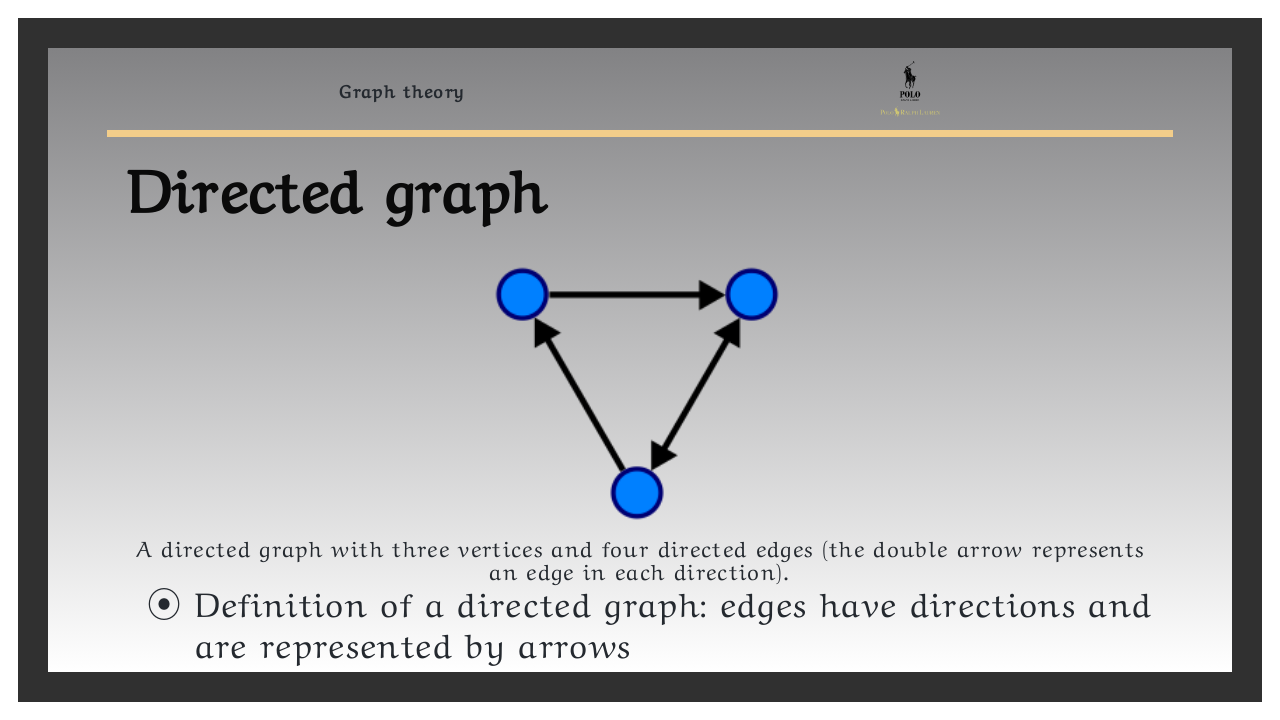 Graph theory
POLO
Directed graph
A directed graph with three vertices and four directed edges (the double arrow represents
an edge in each direction).
Definition of a directed graph: edges have directions and
are represented by arrows